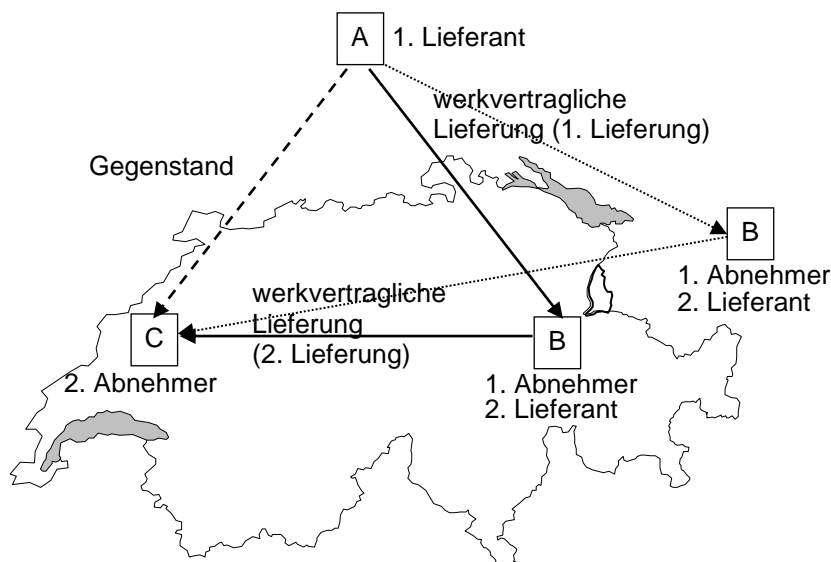 A
1. Lieferant
werkvertragliche
Lieferung (1. Lieferung)
Gegenstand
B
1. Abnehmer
2. Lieferant
werkvertragliche
Lieferung
(2. Lieferung)
C
2. Abnehmer
B
1. Abnehmer
2. Lieferant